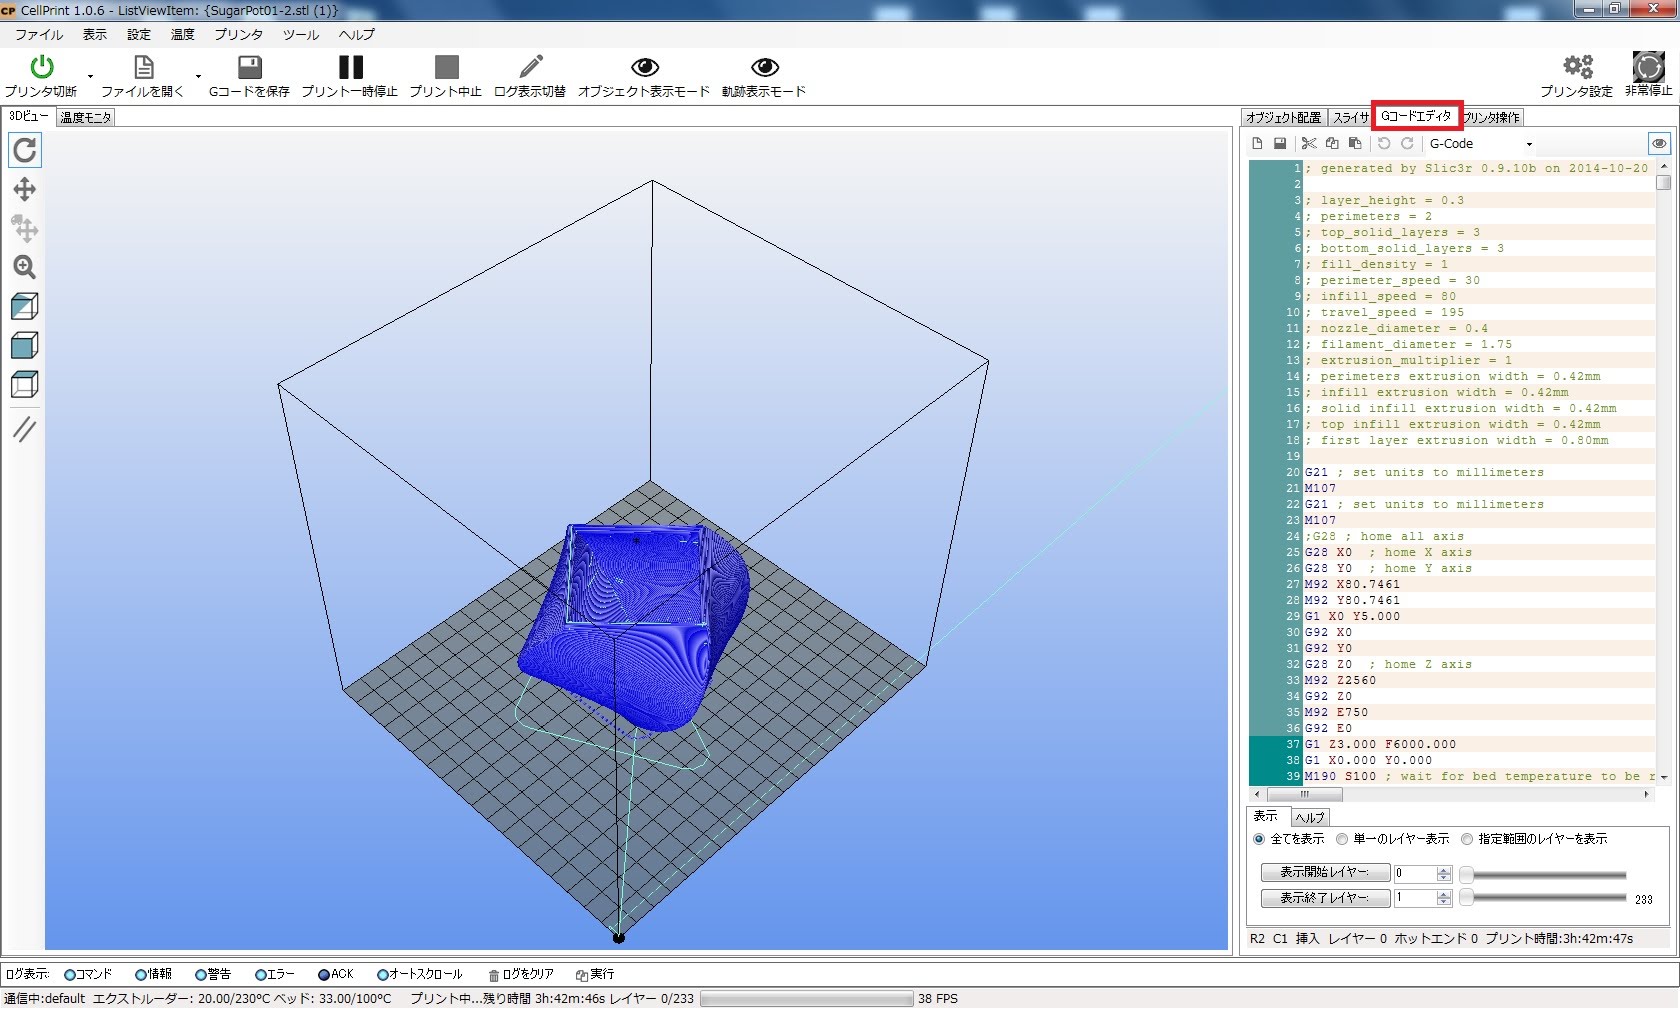 CP CellPrint 1.0.6 - ListViewItem: {SugarPot01-2.stl (1)}
ファイル 表示 設定 温度 プリンタ ツール ヘルプ
プリンタ切断 ファイルを開く Gコードを保存 プリント一時停止 プリント中止 ログ表示切替 オブジェクト表示モード 軌跡表示モード プリンタ設定 非常停止
3Dビュー 温度モニタ
オブジェクト配置 スライサ Gコードエディタ プリンタ操作
G-Code
1 ; generated by Slic3r 0.9.10b on 2014-10-20
2
3 ; layer_height = 0.3
4 ; perimeters = 2
5 ; top_solid_layers = 3
6 ; bottom_solid_layers = 3
7 ; fill_density = 1
8 ; perimeter_speed = 30
9 ; infill_speed = 80
10 ; travel_speed = 195
11 ; nozzle_diameter = 0.4
12 ; filament_diameter = 1.75
13 ; extrusion_multiplier = 1
14 ; perimeters extrusion width = 0.42mm
15 ; infill extrusion width = 0.42mm
16 ; solid infill extrusion width = 0.42mm
17 ; top infill extrusion width = 0.42mm
18 ; first layer extrusion width = 0.80mm
19
20 G21 ; set units to millimeters
21 M107
22 G21 ; set units to millimeters
23 M107
24 ;G28 ; home all axis
25 G28 X0 ; home X axis
26 G28 Y0 ; home Y axis
27 M92 X80.7461
28 M92 Y80.7461
29 G1 X0 Y5.000
30 G92 X0
31 G92 Y0
32 G28 Z0 ; home Z axis
33 M92 Z2560
34 G92 Z0
35 M92 E750
36 G92 E0
37 G1 Z3.000 F6000.000
38 G1 X0.000 Y0.000
39 M190 S100 ; wait for bed temperature to be r
表示 ヘルプ
全てを表示 単一のレイヤー表示 指定範囲のレイヤーを表示
表示開始レイヤー: 0
表示終了レイヤー: 1 233
R2 C1 挿入 レイヤー 0 ホットエンド 0 プリント時間:3h:42m:47s
ログ表示: コマンド 情報 警告 エラー ACK オートスクロール ログをクリア 実行
通信中:default エクストルーダー: 20.00/230°C ベッド: 33.00/100°C プリント中...残り時間 3h:42m:46s レイヤー 0/233 38 FPS